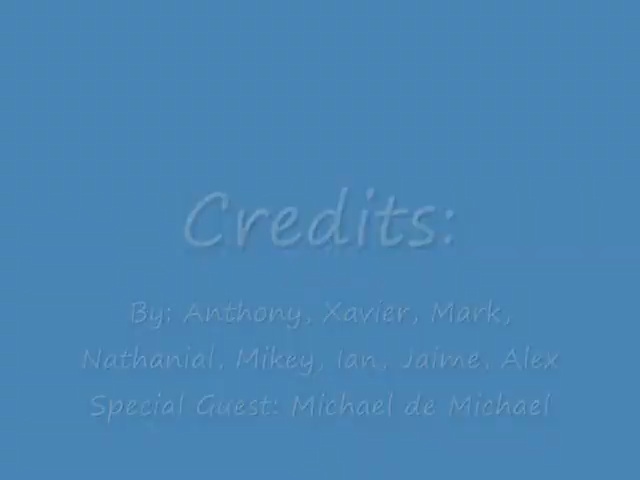 Credits:
By: Anthony, Xavier, Mark,
Nathanial, Mikey, Ian, Jaime, Alex
Special Guest: Michael de Michael